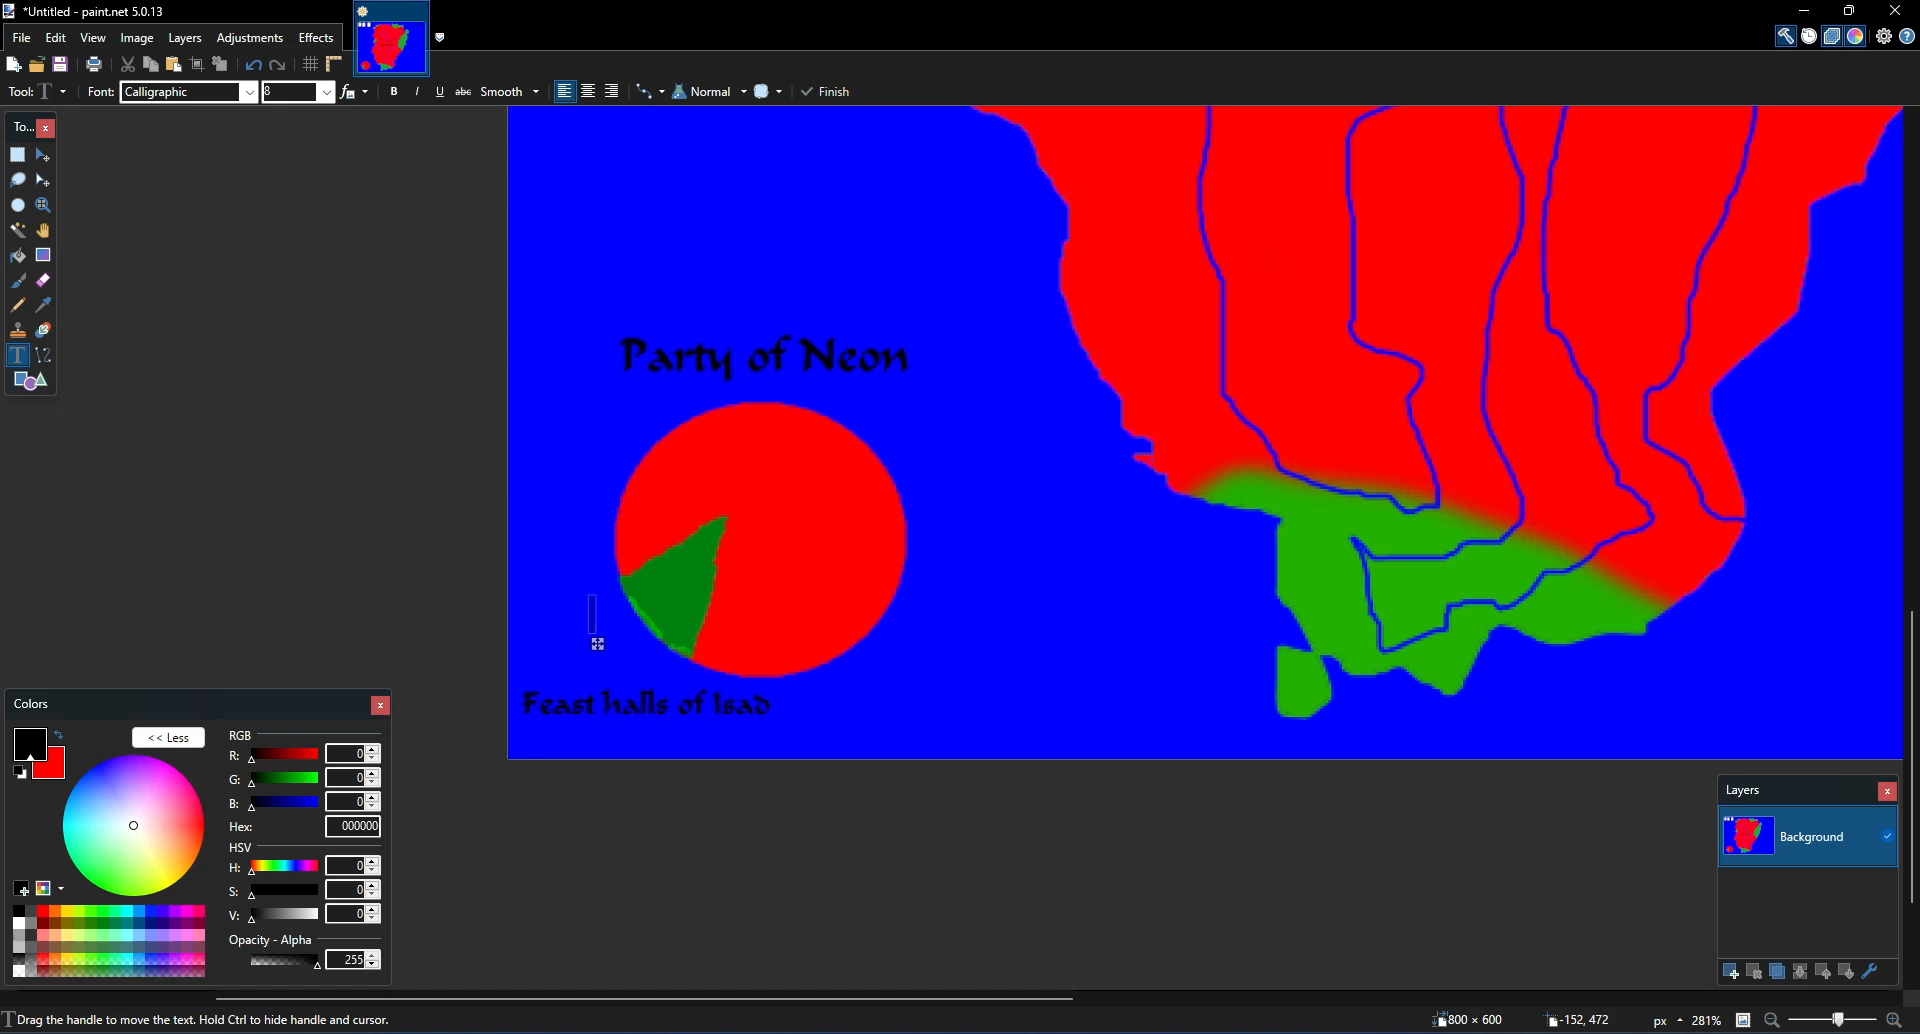 *Untitled - paint.net 5.0.13
File Edit View Image Layers Adjustments Effects
Tool: T Font: Calligraphic 8 B I U abc Smooth Normal Finish
To...
Party of Neon
Feast halls of Isad
Colors
<< Less
RGB
R: 0
G: 0
B: 0
Hex: 000000
HSV
H: 0
S: 0
V: 0
Opacity - Alpha
255
Layers
Background
Drag the handle to move the text. Hold Ctrl to hide handle and cursor. 800 × 600 -152, 472 px 281%